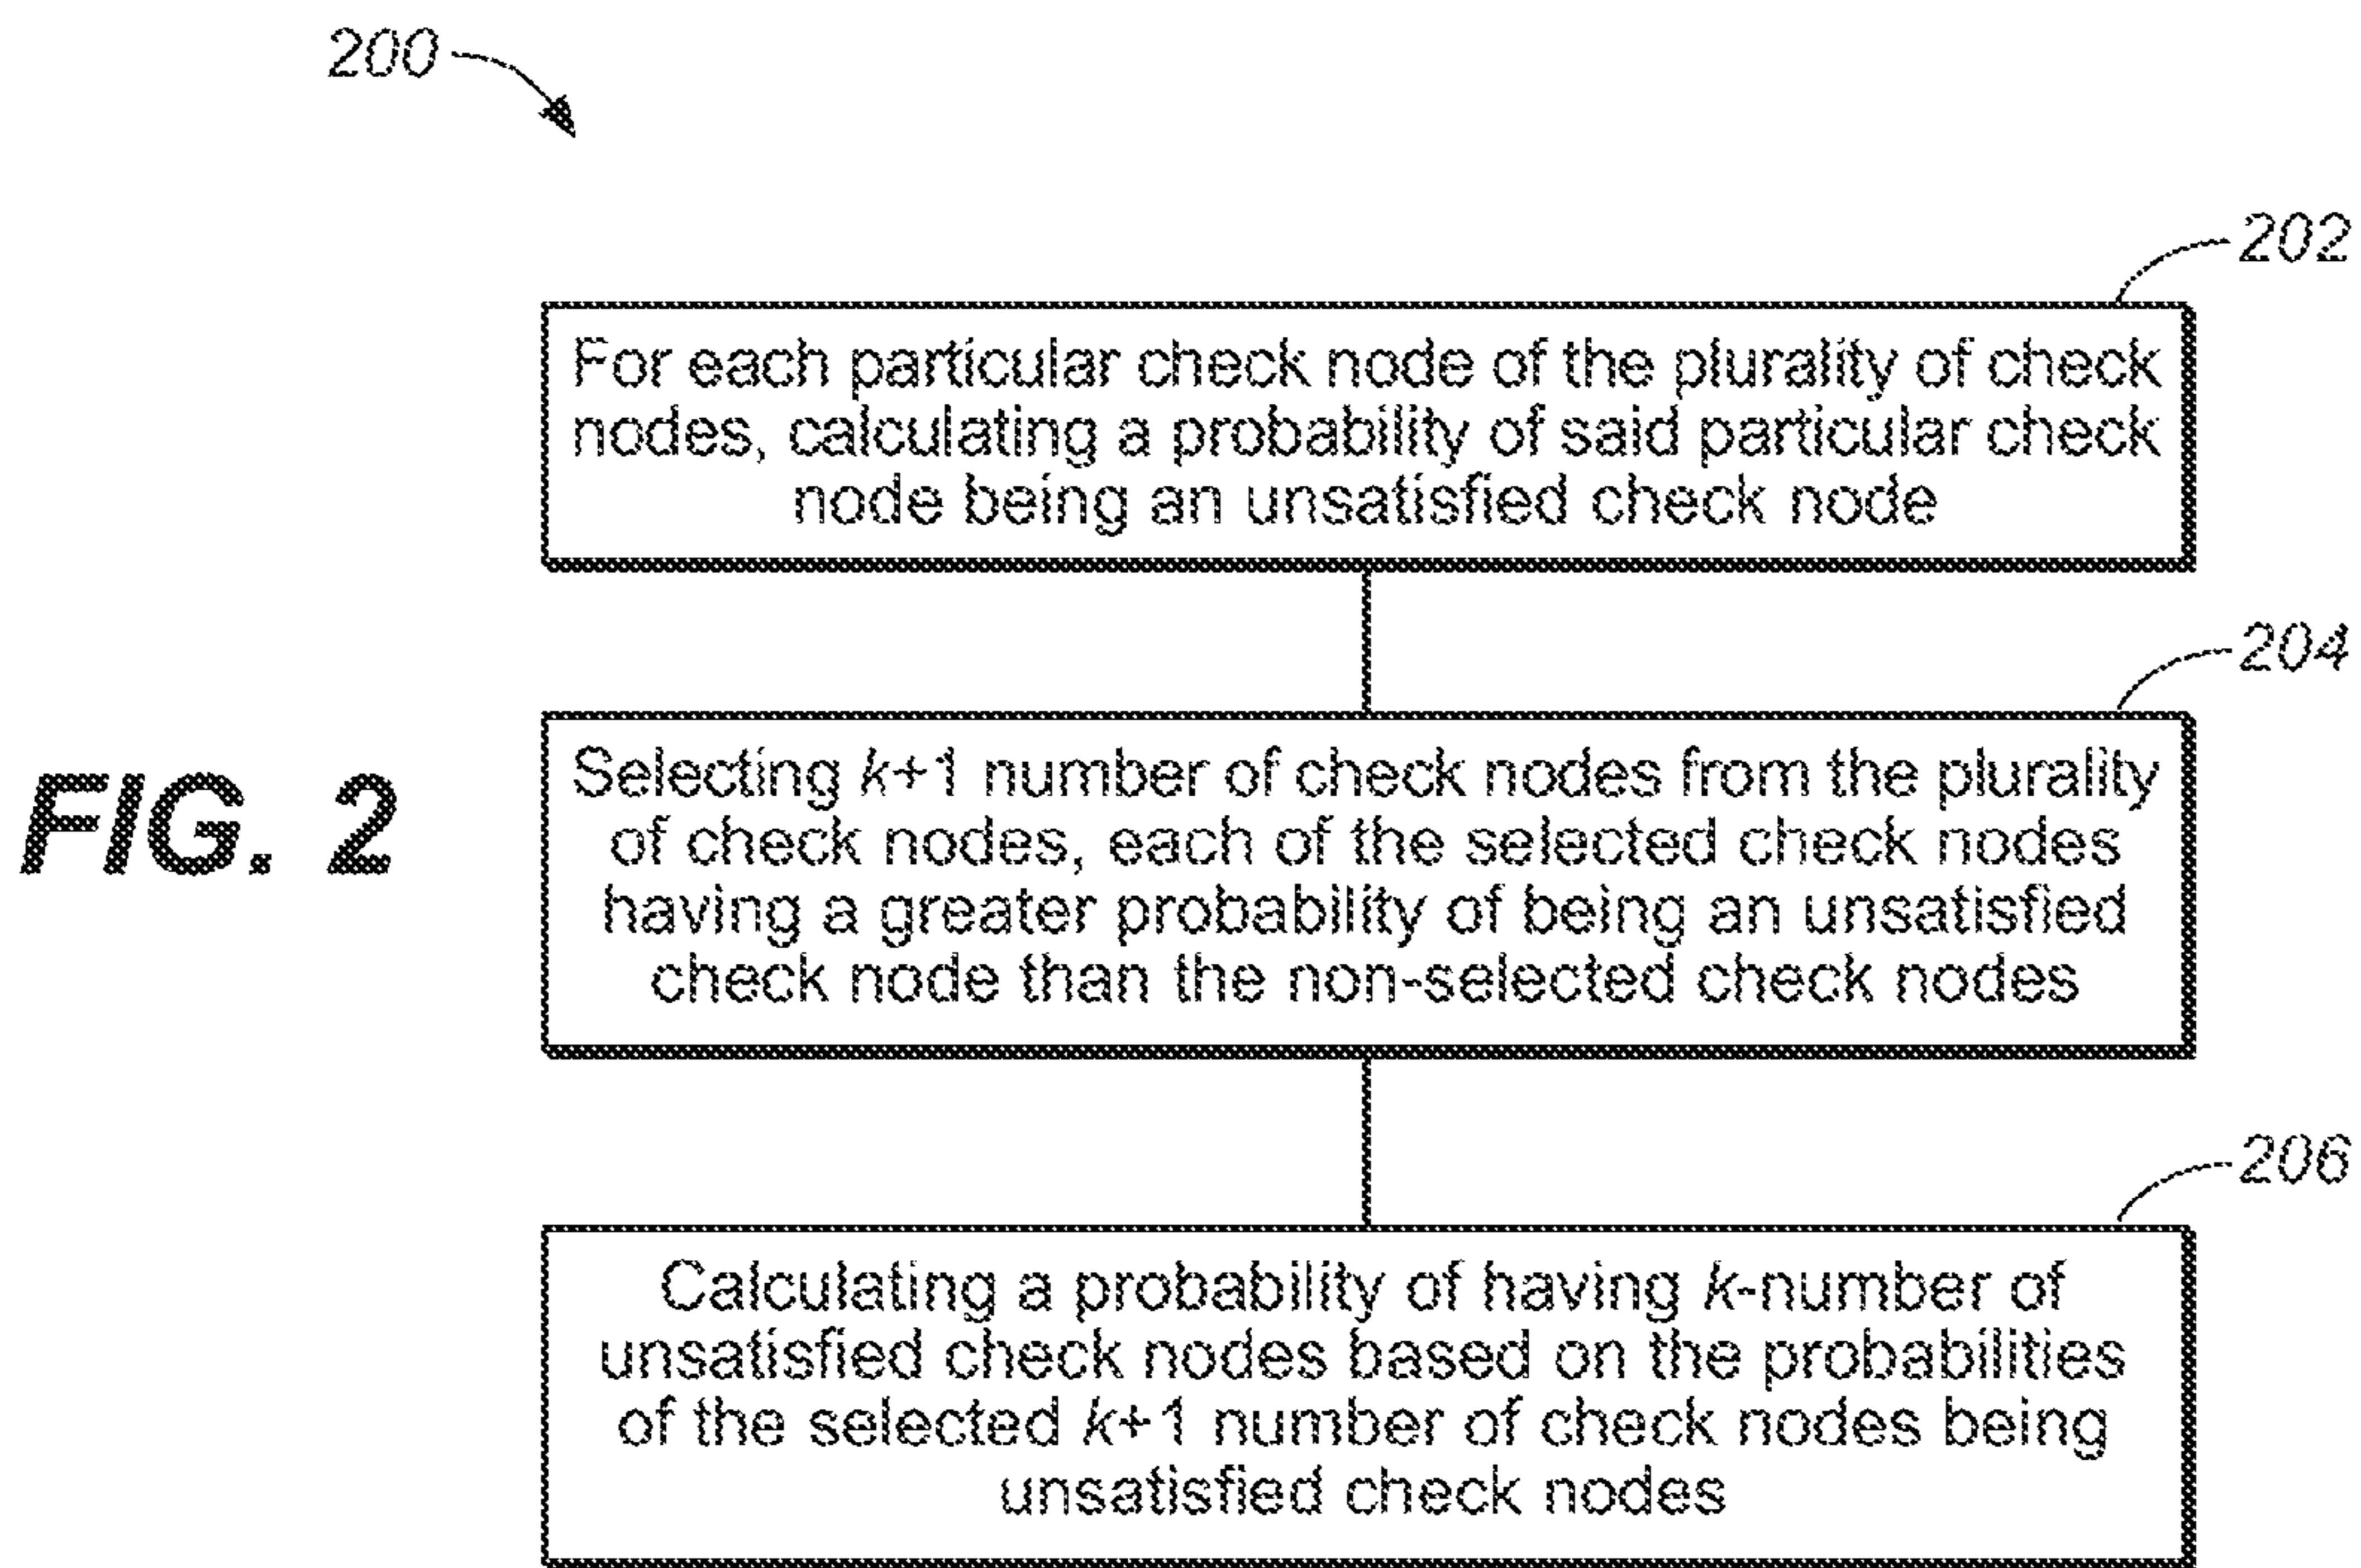 200
202
For each particular check node of the plurality of check
nodes, calculating a probability of said particular check
node being an unsatisfied check node
204
Selecting k+1 number of check nodes from the plurality
of check nodes, each of the selected check nodes
having a greater probability of being an unsatisfied
check node than the non-selected check nodes
FIG. 2
206
Calculating a probability of having k-number of
unsatisfied check nodes based on the probabilities
of the selected k+1 number of check nodes being
unsatisfied check nodes